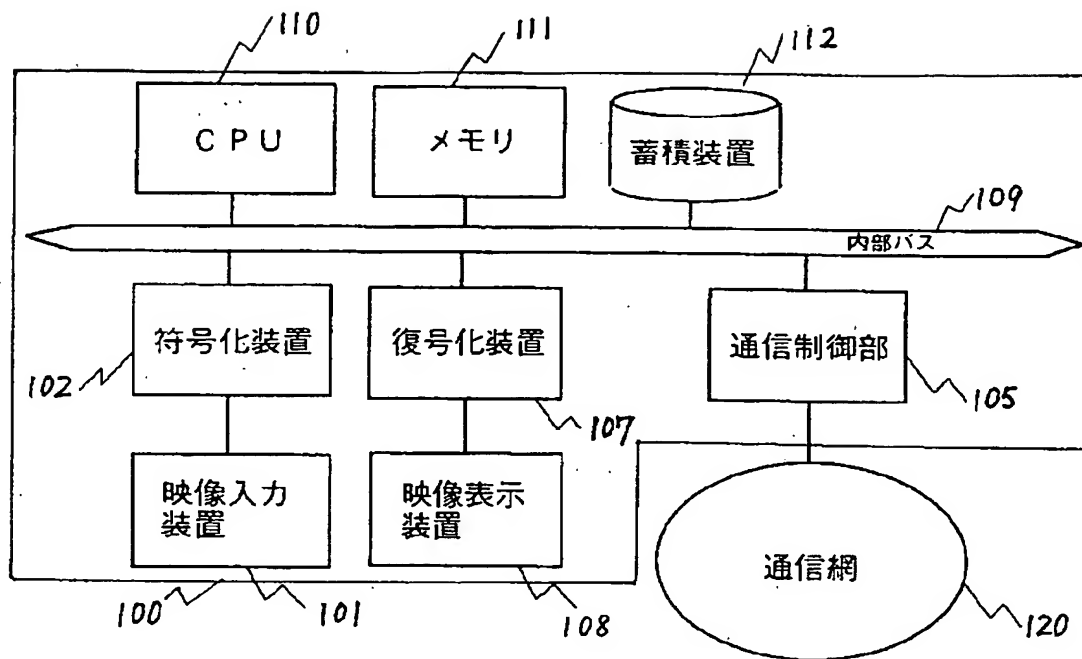 110
111
112
CPU
メモリ
蓄積装置
109
内部バス
符号化装置
復号化装置
通信制御部
102
107
105
映像入力
装置
映像表示
装置
通信網
100
101
108
120